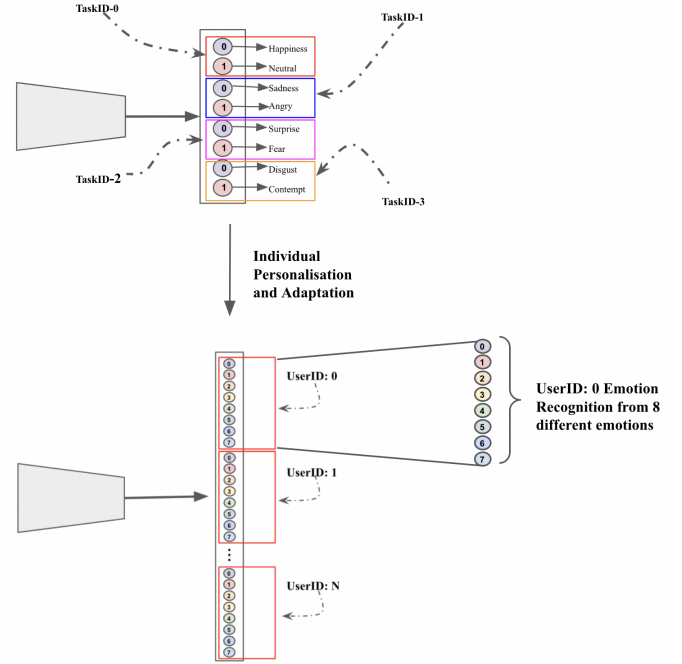 TaskID-0
TaskID-1
0 Happiness
1 Neutral
0 Sadness
1 Angry
0 Surprise
1 Fear
0 Disgust
1 Contempt
TaskID-2
TaskID-3
Individual
Personalisation
and Adaptation
0
1
2
3
4
5
6
7
UserID: 0
0
1
2
3
4
5
6
7
UserID: 0 Emotion
Recognition from 8
different emotions
0
1
2
3
4
5
6
7
UserID: 1
...
0
1
2
3
4
5
6
7
UserID: N